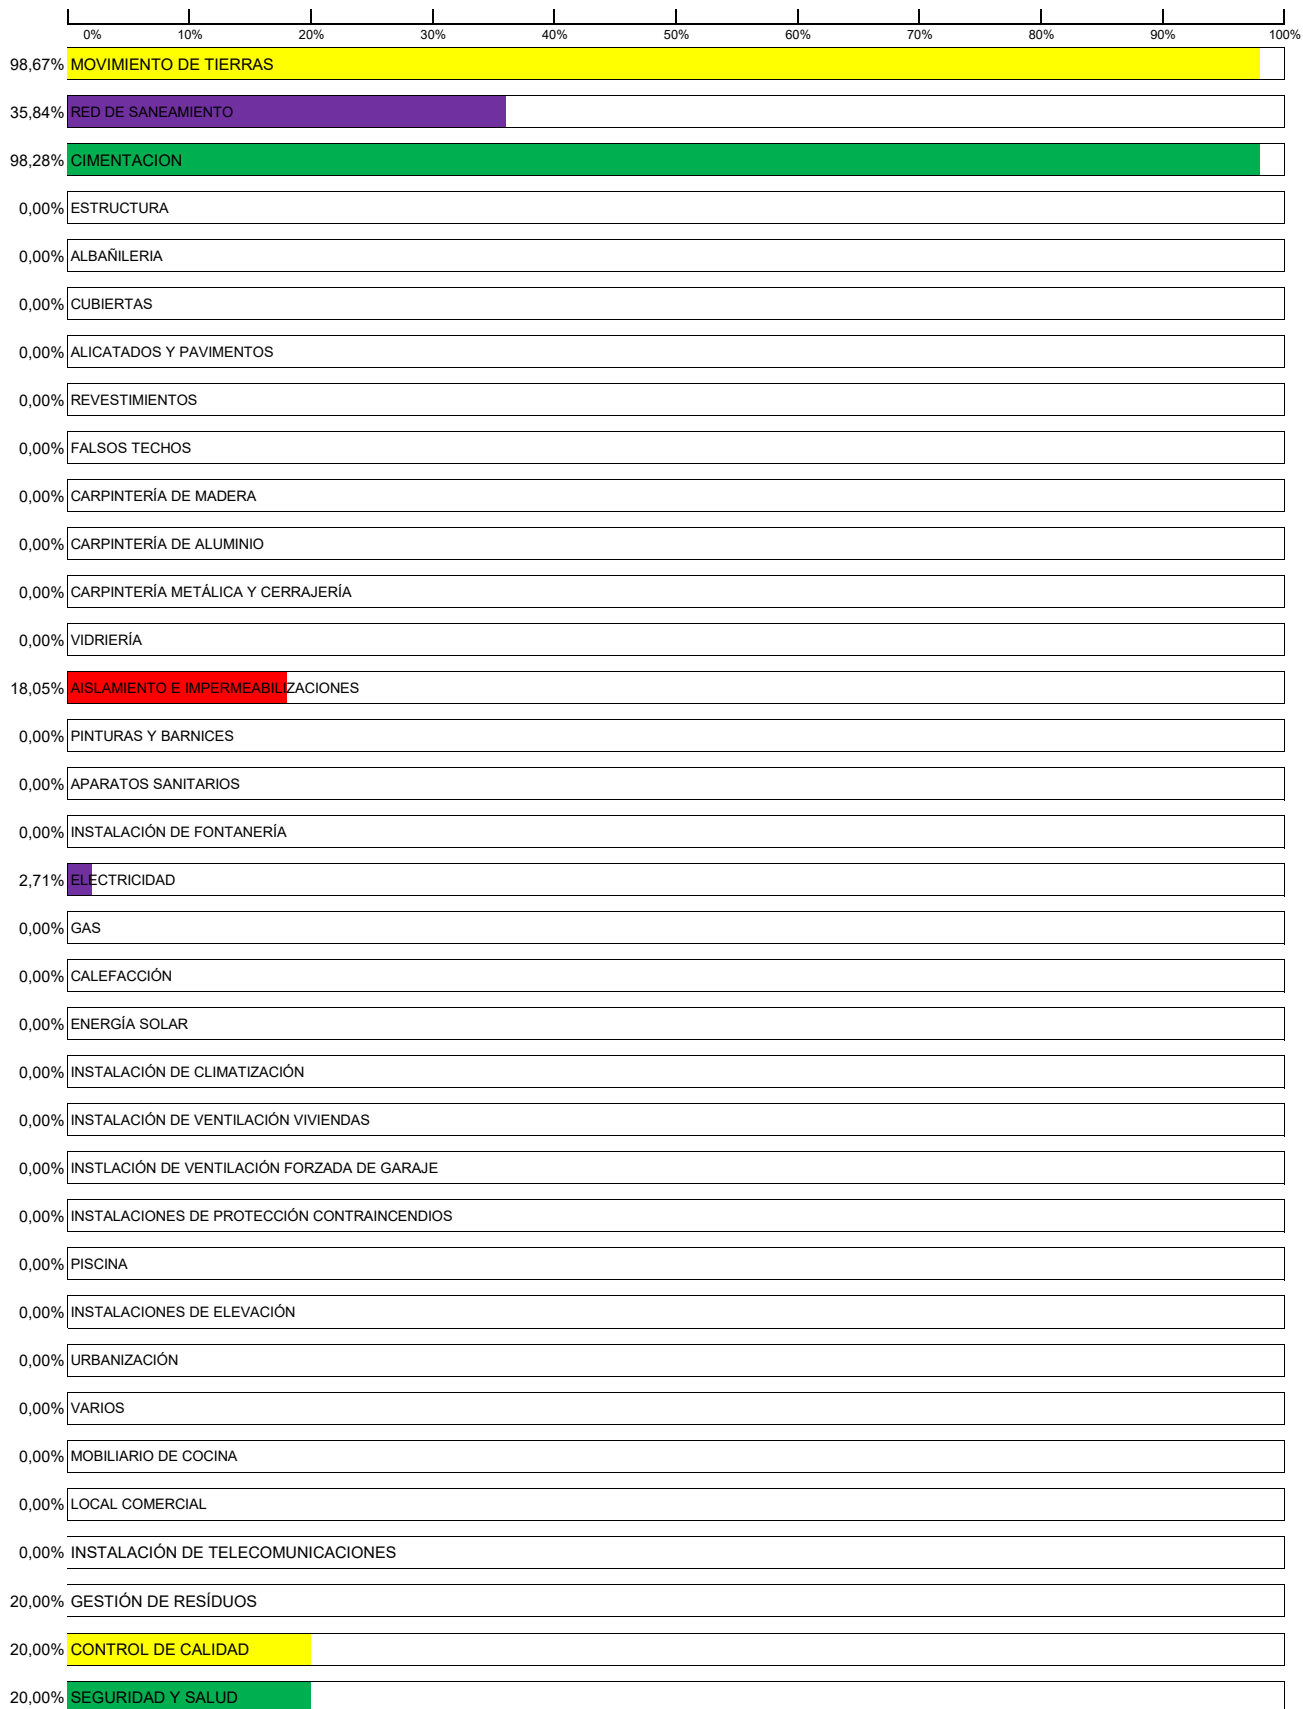 0% 10% 20% 30% 40% 50% 60% 70% 80% 90% 100%
98,67% MOVIMIENTO DE TIERRAS
35,84% RED DE SANEAMIENTO
98,28% CIMENTACION
0,00% ESTRUCTURA
0,00% ALBAÑILERIA
0,00% CUBIERTAS
0,00% ALICATADOS Y PAVIMENTOS
0,00% REVESTIMIENTOS
0,00% FALSOS TECHOS
0,00% CARPINTERÍA DE MADERA
0,00% CARPINTERÍA DE ALUMINIO
0,00% CARPINTERÍA METÁLICA Y CERRAJERÍA
0,00% VIDRIERÍA
18,05% AISLAMIENTO E IMPERMEABILIZACIONES
0,00% PINTURAS Y BARNICES
0,00% APARATOS SANITARIOS
0,00% INSTALACIÓN DE FONTANERÍA
2,71% ELECTRICIDAD
0,00% GAS
0,00% CALEFACCIÓN
0,00% ENERGÍA SOLAR
0,00% INSTALACIÓN DE CLIMATIZACIÓN
0,00% INSTALACIÓN DE VENTILACIÓN VIVIENDAS
0,00% INSTLACIÓN DE VENTILACIÓN FORZADA DE GARAJE
0,00% INSTALACIONES DE PROTECCIÓN CONTRAINCENDIOS
0,00% PISCINA
0,00% INSTALACIONES DE ELEVACIÓN
0,00% URBANIZACIÓN
0,00% VARIOS
0,00% MOBILIARIO DE COCINA
0,00% LOCAL COMERCIAL
0,00% INSTALACIÓN DE TELECOMUNICACIONES
20,00% GESTIÓN DE RESÍDUOS
20,00% CONTROL DE CALIDAD
20,00% SEGURIDAD Y SALUD